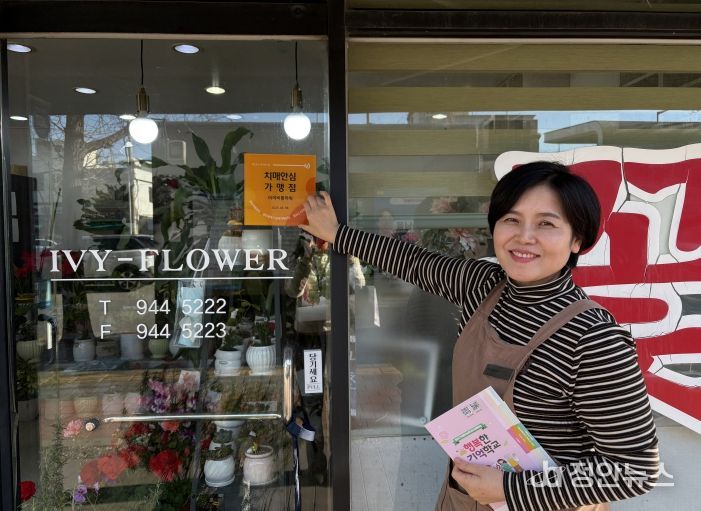 치매안심
가 맹 점
IVY-FLOWER
T 944 5222
F 944 5223
당기세요
PULL
행복한
기억학교
정안뉴스